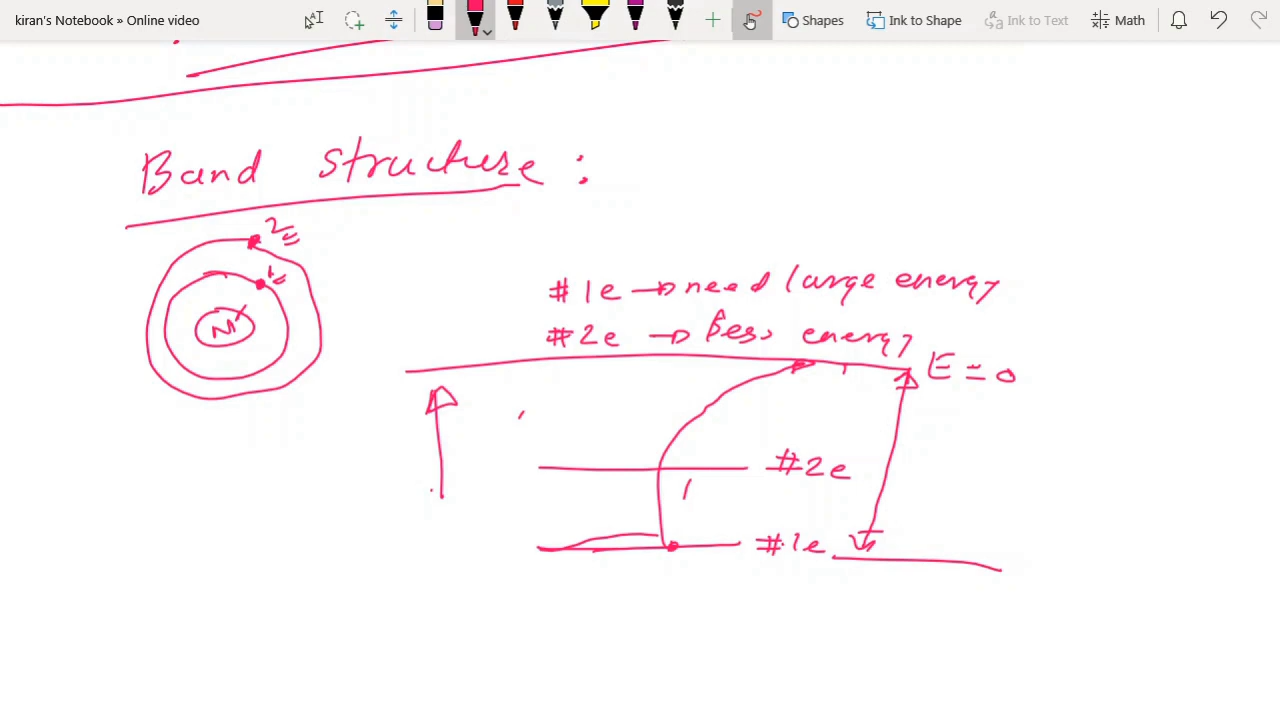 kiran's Notebook » Online video
Shapes
Ink to Shape
Ink to Text
Math
Band structure :
2e
1e
N
#1e → need large energy
#2e → less energy
E = 0
#2e
#1e